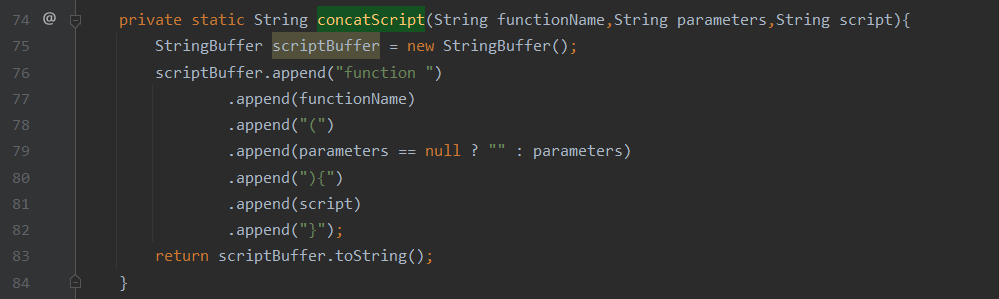 74 @ private static String concatScript(String functionName,String parameters,String script){
75 StringBuffer scriptBuffer = new StringBuffer();
76 scriptBuffer.append("function ")
77 .append(functionName)
78 .append("(")
79 .append(parameters == null ? "" : parameters)
80 .append("){")
81 .append(script)
82 .append("}");
83 return scriptBuffer.toString();
84 }